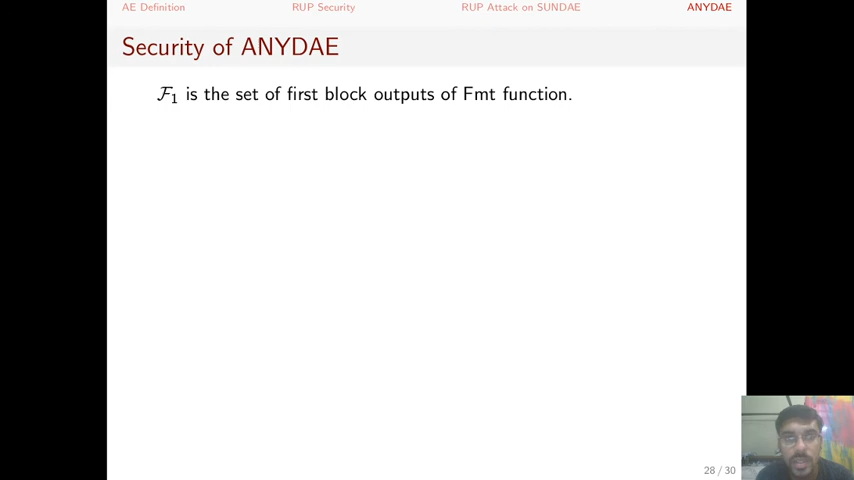 AE Definition RUP Security RUP Attack on SUNDAE ANYDAE
Security of ANYDAE
ℱ₁ is the set of first block outputs of Fmt function.
28 / 30